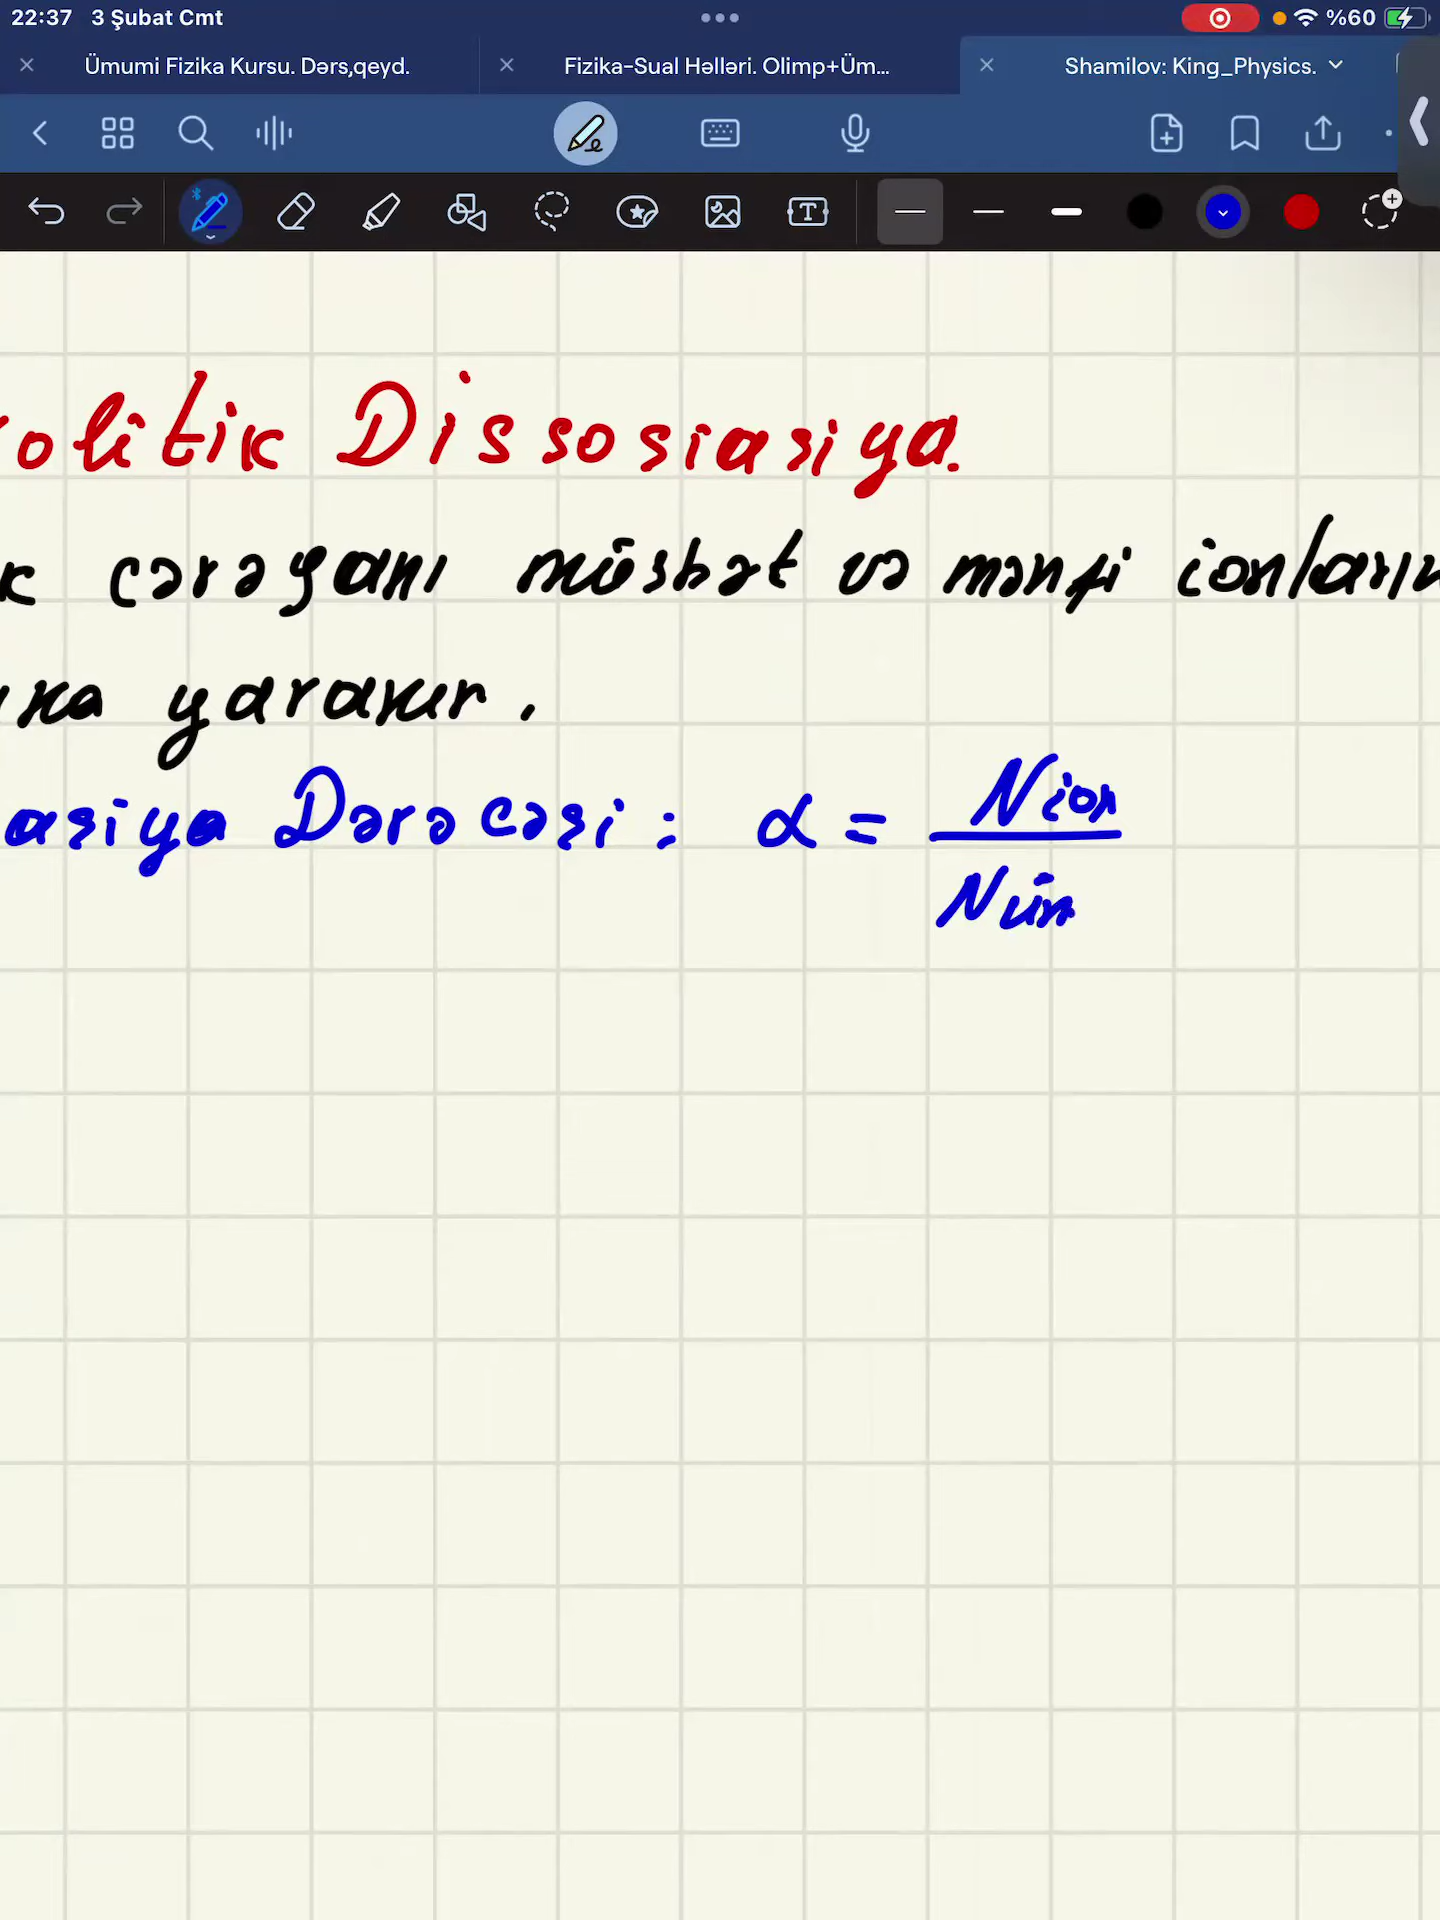 22:37 3 Şubat Cmt %60
Ümumi Fizika Kursu. Dərs,qeyd. Fizika-Sual Həlləri. Olimp+Üm... Shamilov: King_Physics.
olitik Dissosiasiya.
k cərəyanı müsbət və mənfi ionların
yaranır.
asiya Dərəcəsi: α = Nion
Nüm